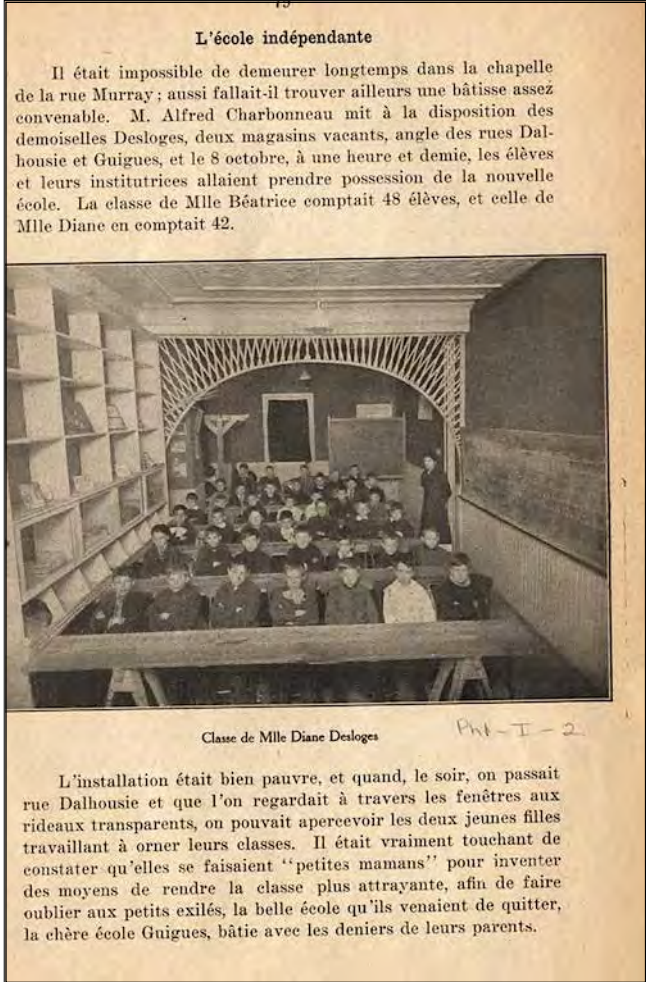 L'école indépendante
Il était impossible de demeurer longtemps dans la chapelle
de la rue Murray; aussi fallait-il trouver ailleurs une bâtisse assez
convenable. M. Alfred Charbonneau mit à la disposition des
demoiselles Desloges, deux magasins vacants, angle des rues Dal-
housie et Guigues, et le 8 octobre, à une heure et demie, les élèves
et leurs institutrices allaient prendre possession de la nouvelle
école. La classe de Mlle Béatrice comptait 48 élèves, et celle de
Mlle Diane en comptait 42.
Classe de Mlle Diane Desloges
Ph1-I-2
L'installation était bien pauvre, et quand, le soir, on passait
rue Dalhousie et que l'on regardait à travers les fenêtres aux
rideaux transparents, on pouvait apercevoir les deux jeunes filles
travaillant à orner leurs classes. Il était vraiment touchant de
constater qu'elles se faisaient "petites mamans" pour inventer
des moyens de rendre la classe plus attrayante, afin de faire
oublier aux petits exilés, la belle école qu'ils venaient de quitter,
la chère école Guigues, bâtie avec les deniers de leurs parents.